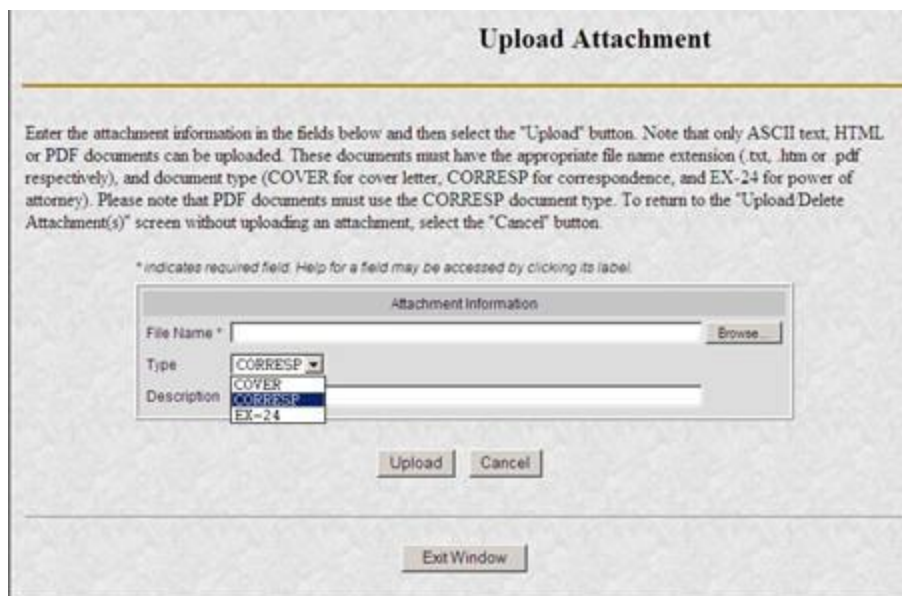 Upload Attachment
Enter the attachment information in the fields below and then select the "Upload" button. Note that only ASCII text, HTML
or PDF documents can be uploaded. These documents must have the appropriate file name extension (.txt, .htm or .pdf
respectively), and document type (COVER for cover letter, CORRESP for correspondence, and EX-24 for power of
attorney). Please note that PDF documents must use the CORRESP document type. To return to the "Upload/Delete
Attachment(s)" screen without uploading an attachment, select the "Cancel" button.
* indicates required field. Help for a field may be accessed by clicking its label.
Attachment Information
File Name * Browse...
Type CORRESP
COVER
Description CORRESP
EX-24
Upload Cancel
Exit Window